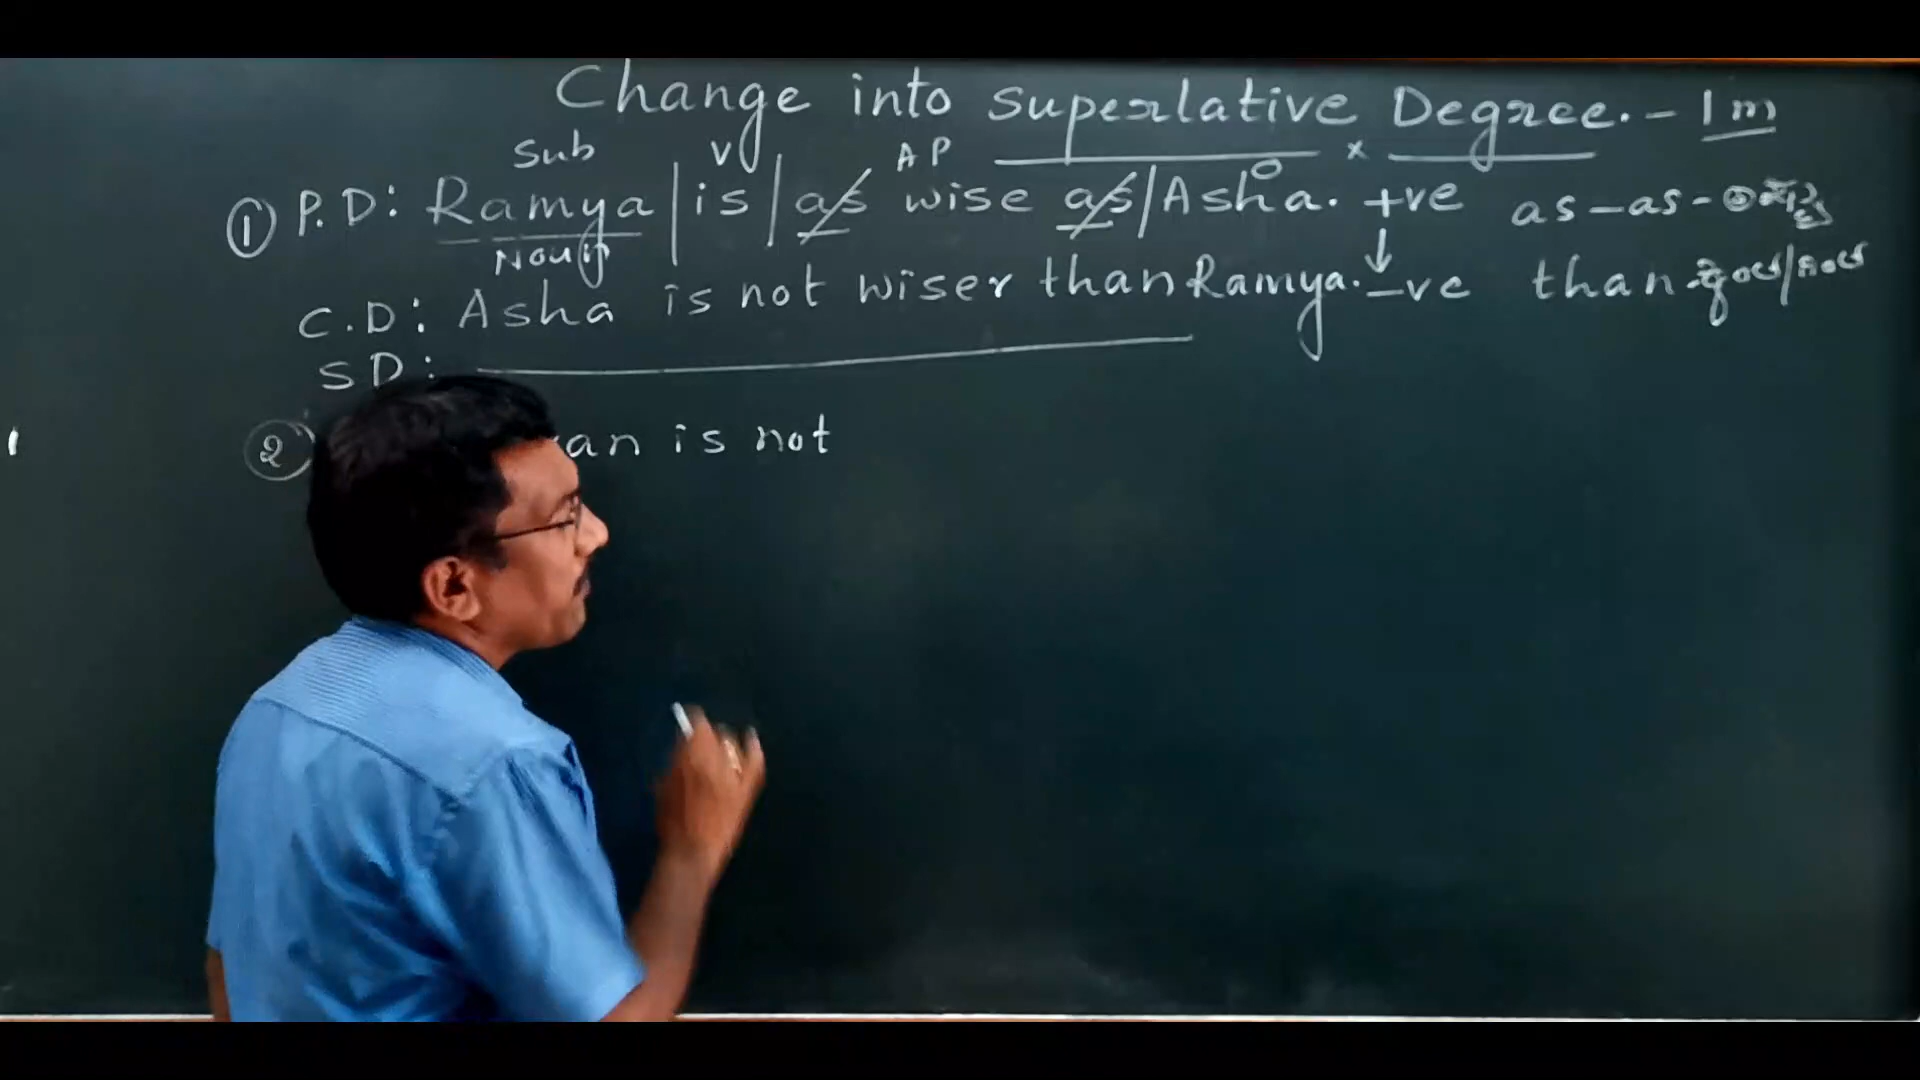 Change into Superlative Degree. - 1m
Sub V AP × O
① P.D: Ramya | is | as wise as | Asha. +ve as - as -
Noun ↓
C.D: Asha is not wiser than Ramya. -ve than -
SD:
② is not